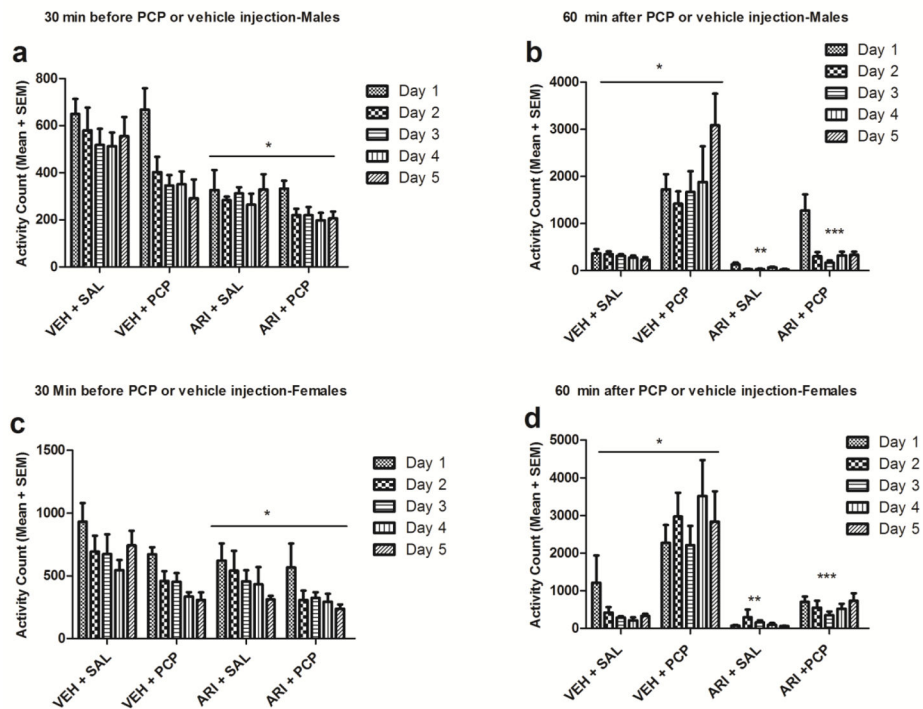 30 min before PCP or vehicle injection-Males
a
Activity Count (Mean + SEM)
800
600
400
200
0
*
VEH + SAL
VEH + PCP
ARI + SAL
ARI + PCP
Day 1
Day 2
Day 3
Day 4
Day 5
60 min after PCP or vehicle injection-Males
b
Activity Count (Mean + SEM)
4000
3000
2000
1000
0
*
**
***
VEH + SAL
VEH + PCP
ARI + SAL
ARI + PCP
Day 1
Day 2
Day 3
Day 4
Day 5
30 Min before PCP or vehicle injection-Females
c
Activity Count (Mean + SEM)
1500
1000
500
0
*
VEH + SAL
VEH + PCP
ARI + SAL
ARI + PCP
Day 1
Day 2
Day 3
Day 4
Day 5
60 min after PCP or vehicle injection-Females
d
Activity Count (Mean + SEM)
5000
4000
3000
2000
1000
0
*
**
***
VEH + SAL
VEH + PCP
ARI + SAL
ARI +PCP
Day 1
Day 2
Day 3
Day 4
Day 5